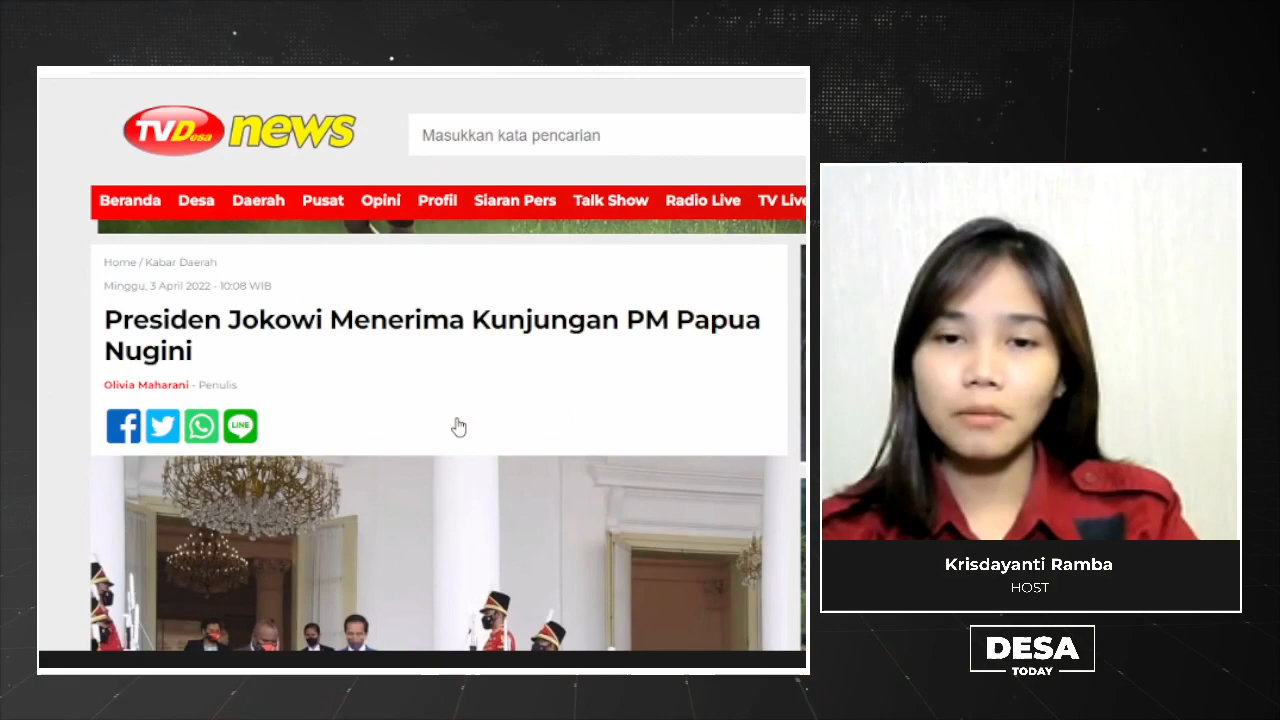 TVDesa news
Masukkan kata pencarian
Beranda Desa Daerah Pusat Opini Profil Siaran Pers Talk Show Radio Live TV Live
Home / Kabar Daerah
Minggu, 3 April 2022 - 10:08 WIB
Presiden Jokowi Menerima Kunjungan PM Papua
Nugini
Olivia Maharani - Penulis
LINE
Krisdayanti Ramba
HOST
DESA
TODAY